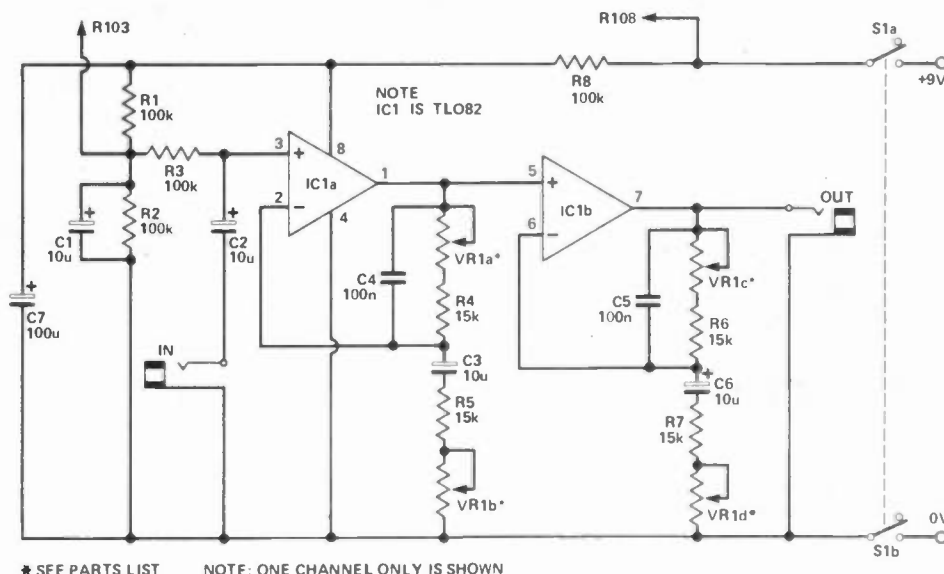 R103
R108
S1a
+9V
R8
100k
NOTE
IC1 IS TLO82
R1
100k
R3
100k
3
+
8
IC1a
1
2
−
4
5
+
IC1b
7
6
−
OUT
C1
10u
R2
100k
C2
10u
C7
100u
+
+
+
IN
C4
100n
VR1a*
R4
15k
C3
10u
R5
15k
VR1b*
C5
100n
VR1c*
R6
15k
+
C6
10u
R7
15k
VR1d*
0V
S1b
* SEE PARTS LIST NOTE: ONE CHANNEL ONLY IS SHOWN